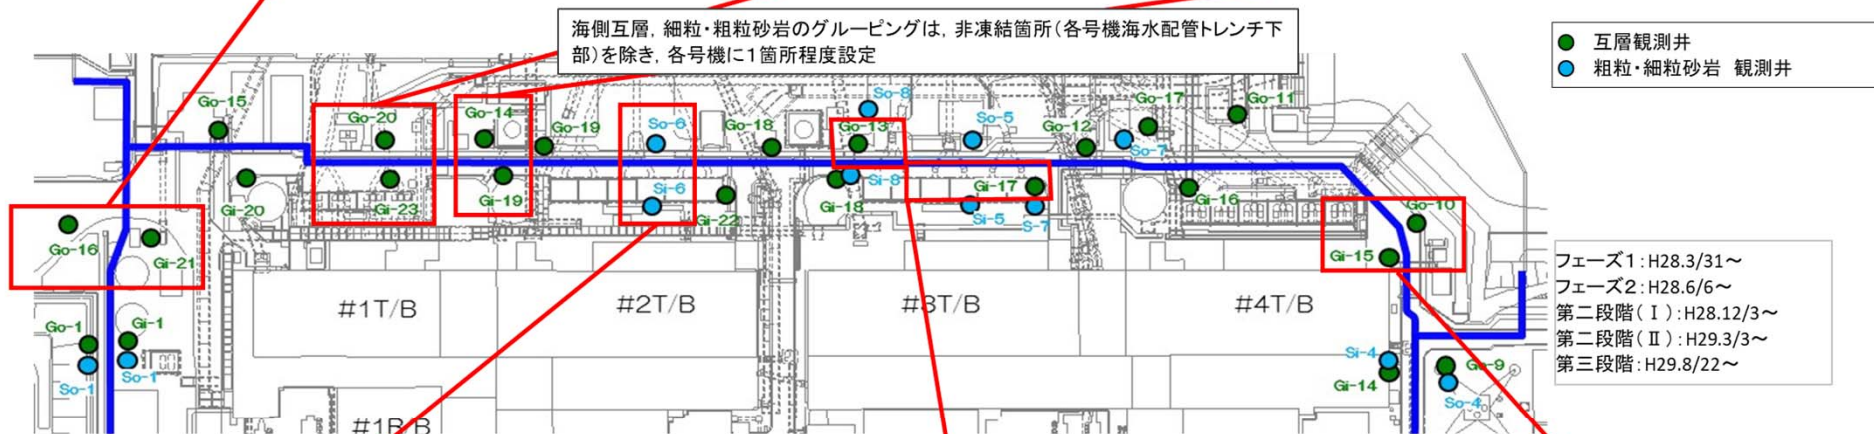 海側互層, 細粒・粗粒砂岩のグルーピングは, 非凍結箇所(各号機海水配管トレンチ下
部)を除き, 各号機に1箇所程度設定
互層観測井
粗粒・細粒砂岩 観測井
Go-15
Go-20
Go-14
Go-19
So-6
Go-18
So-8
Go-13
So-5
Go-12
Go-17
So-7
Go-11
Gi-20
Gi-23
Gi-19
Si-6
Gi-22
Gi-18
Si-8
Gi-17
Si-5
S-7
Gi-16
Go-10
Gi-15
Go-16
Gi-21
#1T/B
#2T/B
#3T/B
#4T/B
フェーズ1:H28.3/31～
フェーズ2:H28.6/6～
第二段階(Ⅰ):H28.12/3～
第二段階(Ⅱ):H29.3/3～
第三段階:H29.8/22～
Go-1
Gi-1
So-1
So-1
Si-4
Gi-14
Go-9
So-4
#1R/B